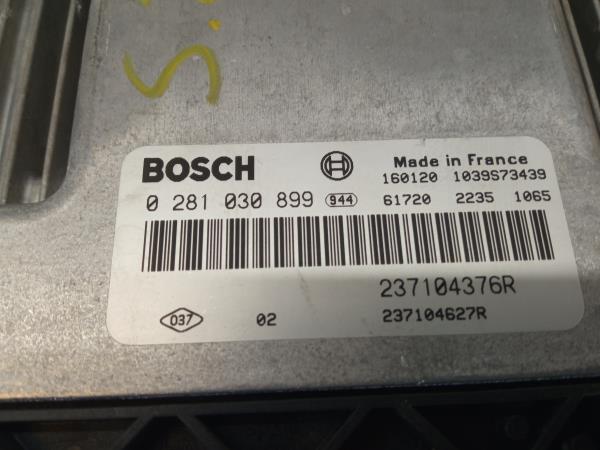 BOSCH
Made in France
160120 1039S73439
0 281 030 899 944 61720 2235 1065
237104376R
037 02 237104627R